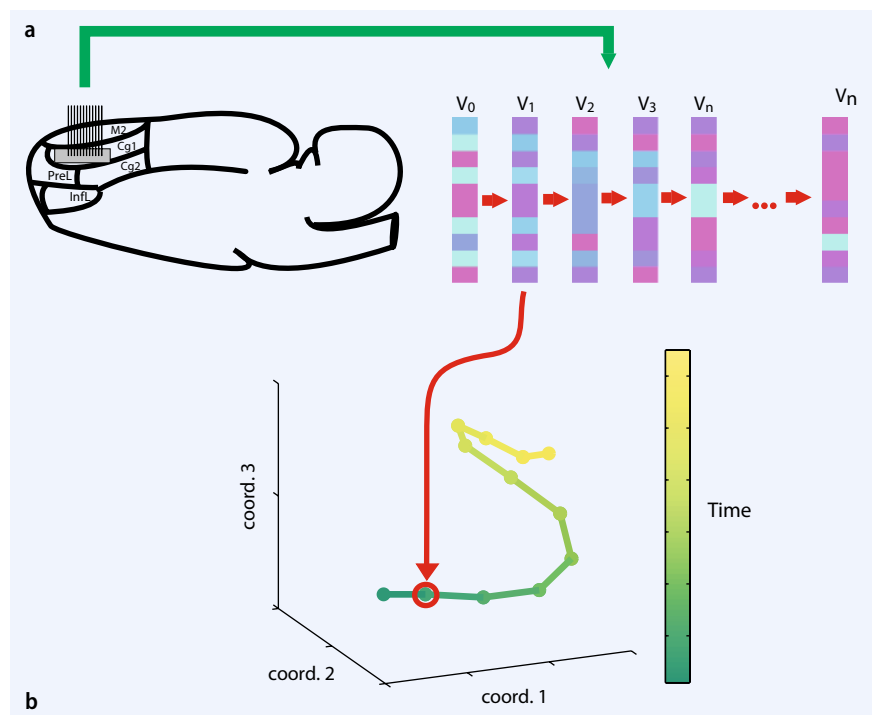 a
V0 V1 V2 V3 Vn Vn
M2
Cg1
Cg2
PreL
InfL
coord. 3
Time
coord. 2
coord. 1
b